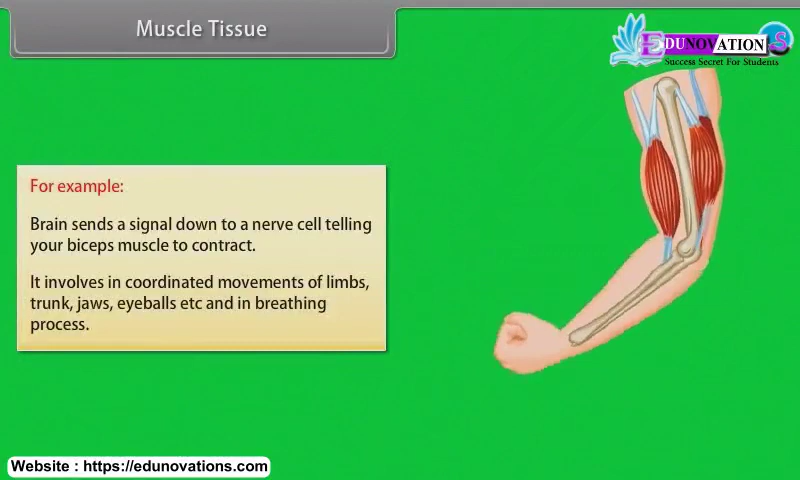 Muscle Tissue
EDUNOVATION S
Success Secret For Students
For example:
Brain sends a signal down to a nerve cell telling
your biceps muscle to contract.
It involves in coordinated movements of limbs,
trunk, jaws, eyeballs etc and in breathing
process.
Website : https://edunovations.com